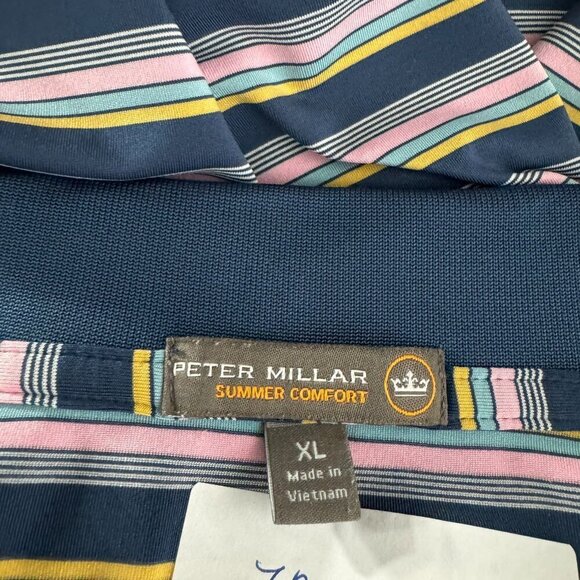 PETER MILLAR
SUMMER COMFORT
XL
Made in
Vietnam